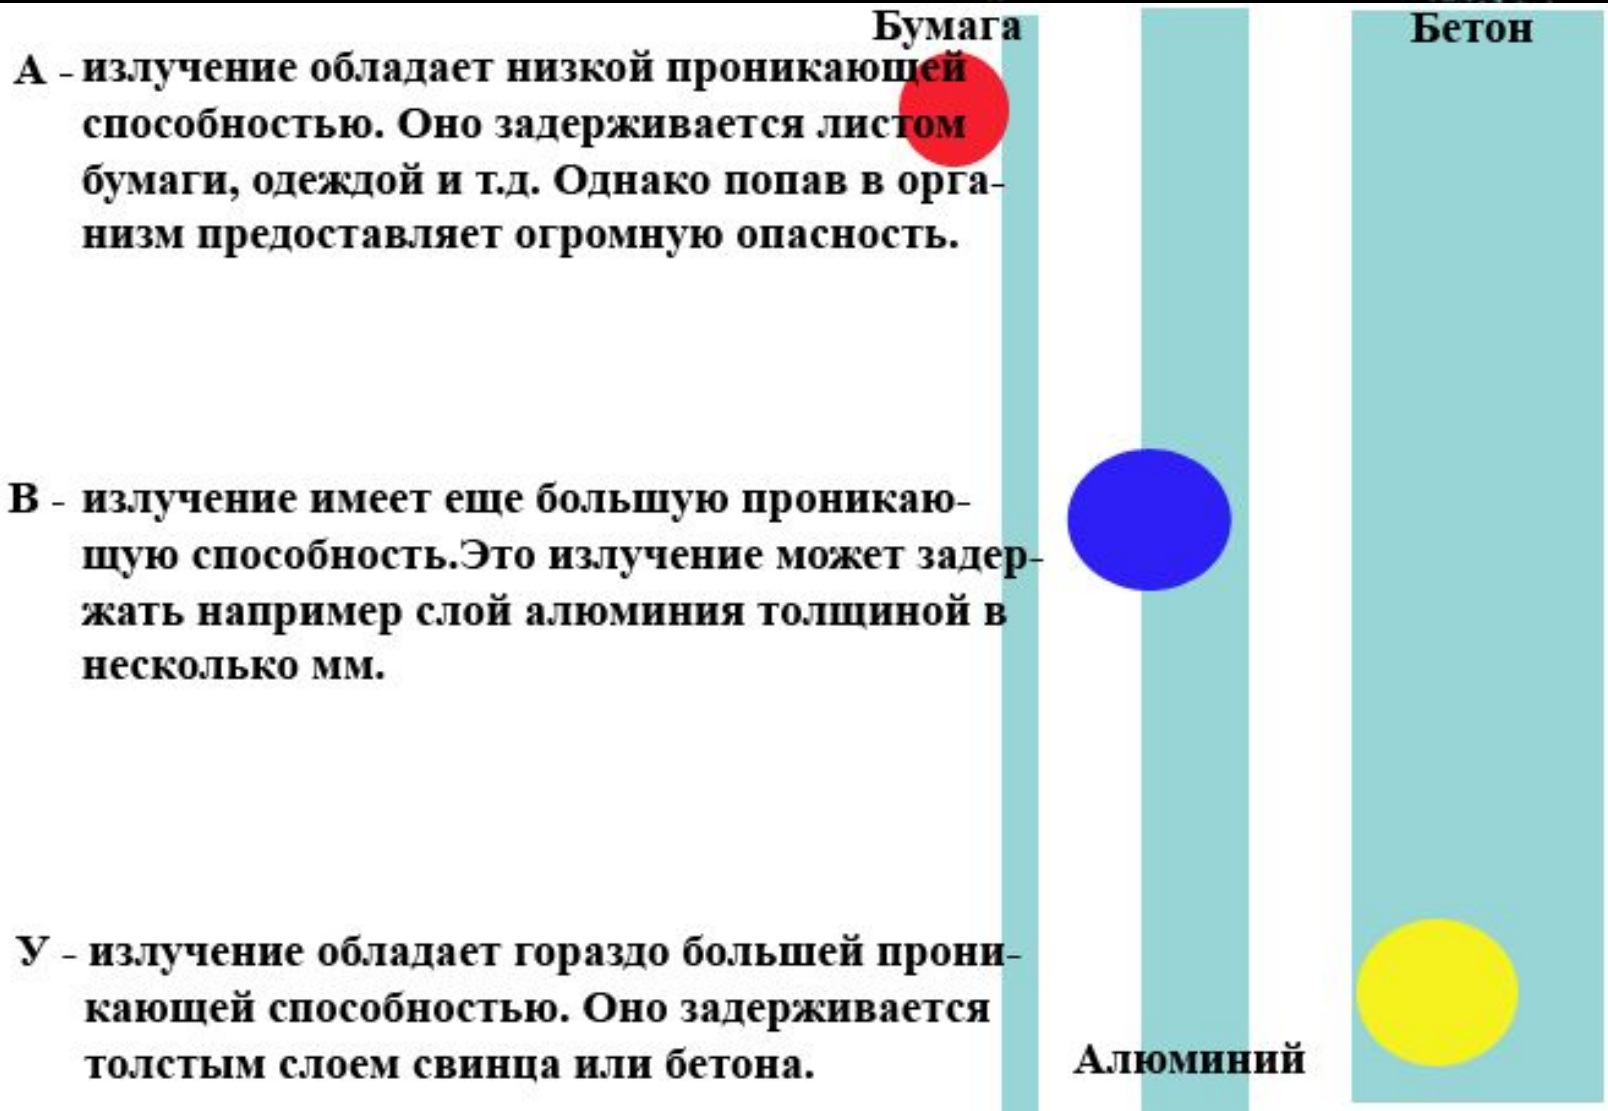 Бумага
Бетон
А - излучение обладает низкой проникающей
способностью. Оно задерживается листом
бумаги, одеждой и т.д. Однако попав в орга-
низм предоставляет огромную опасность.
В - излучение имеет еще большую проникаю-
щую способность.Это излучение может задер-
жать например слой алюминия толщиной в
несколько мм.
У - излучение обладает гораздо большей прони-
кающей способностью. Оно задерживается
толстым слоем свинца или бетона.
Алюминий